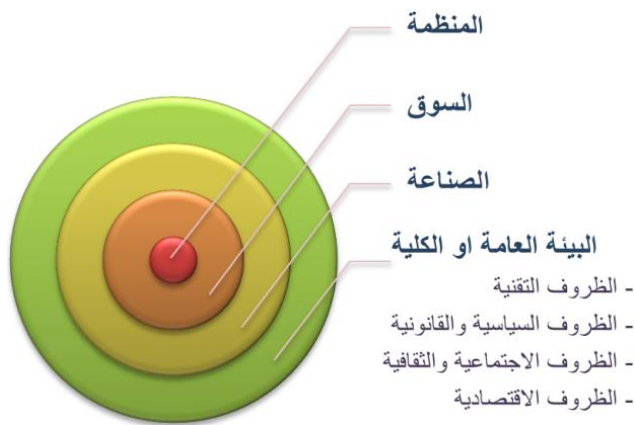 المنظمة
السوق
الصناعة
البيئة العامة او الكلية
- الظروف التقنية
- الظروف السياسية والقانونية
- الظروف الاجتماعية والثقافية
- الظروف الاقتصادية